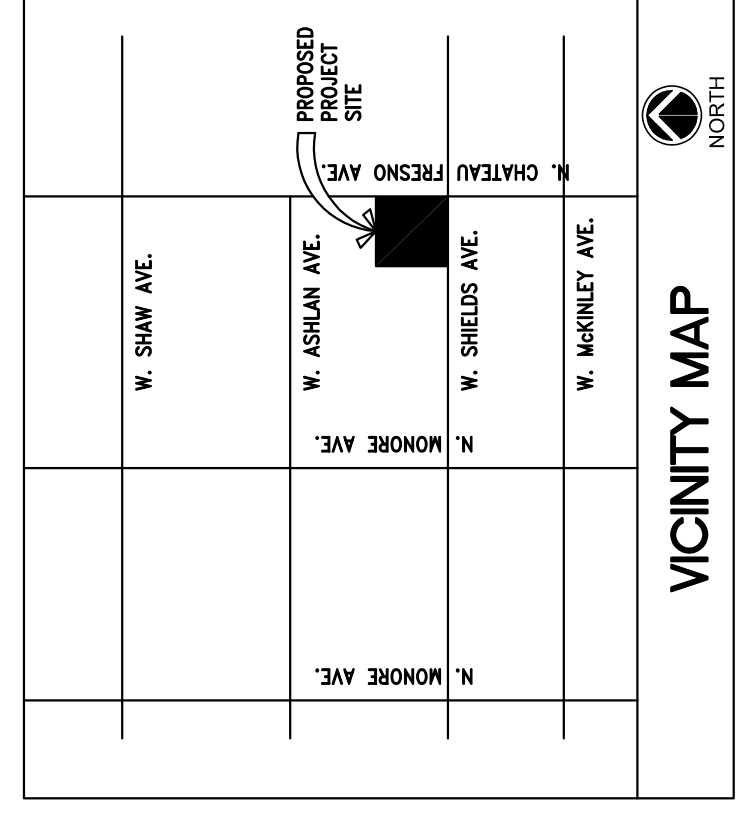 PROPOSED
PROJECT
SITE
N. CHATEAU FRESNO AVE.
W. SHAW AVE.
W. ASHLAN AVE.
W. SHIELDS AVE.
W. McKINLEY AVE.
N. MONORE AVE.
N. MONORE AVE.
NORTH
VICINITY MAP